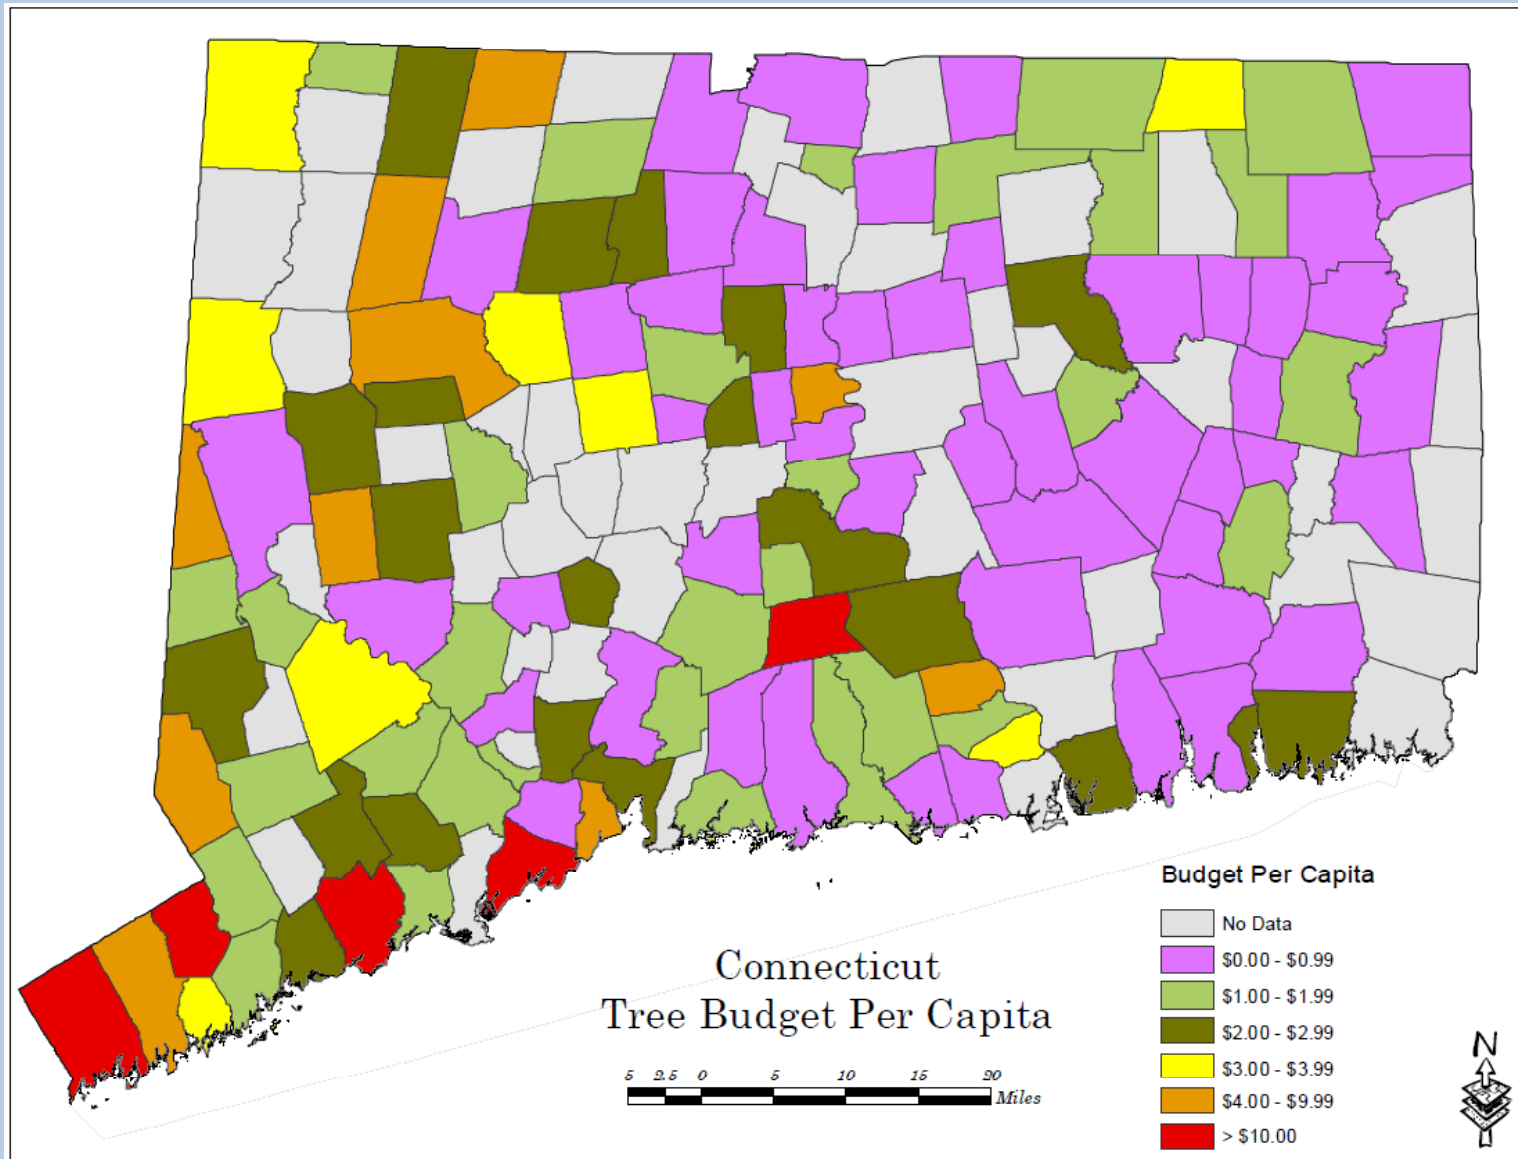 Budget Per Capita
No Data
$0.00 - $0.99
$1.00 - $1.99
$2.00 - $2.99
$3.00 - $3.99
$4.00 - $9.99
> $10.00
Connecticut
Tree Budget Per Capita
5 2.5 0 5 10 15 20
Miles
N